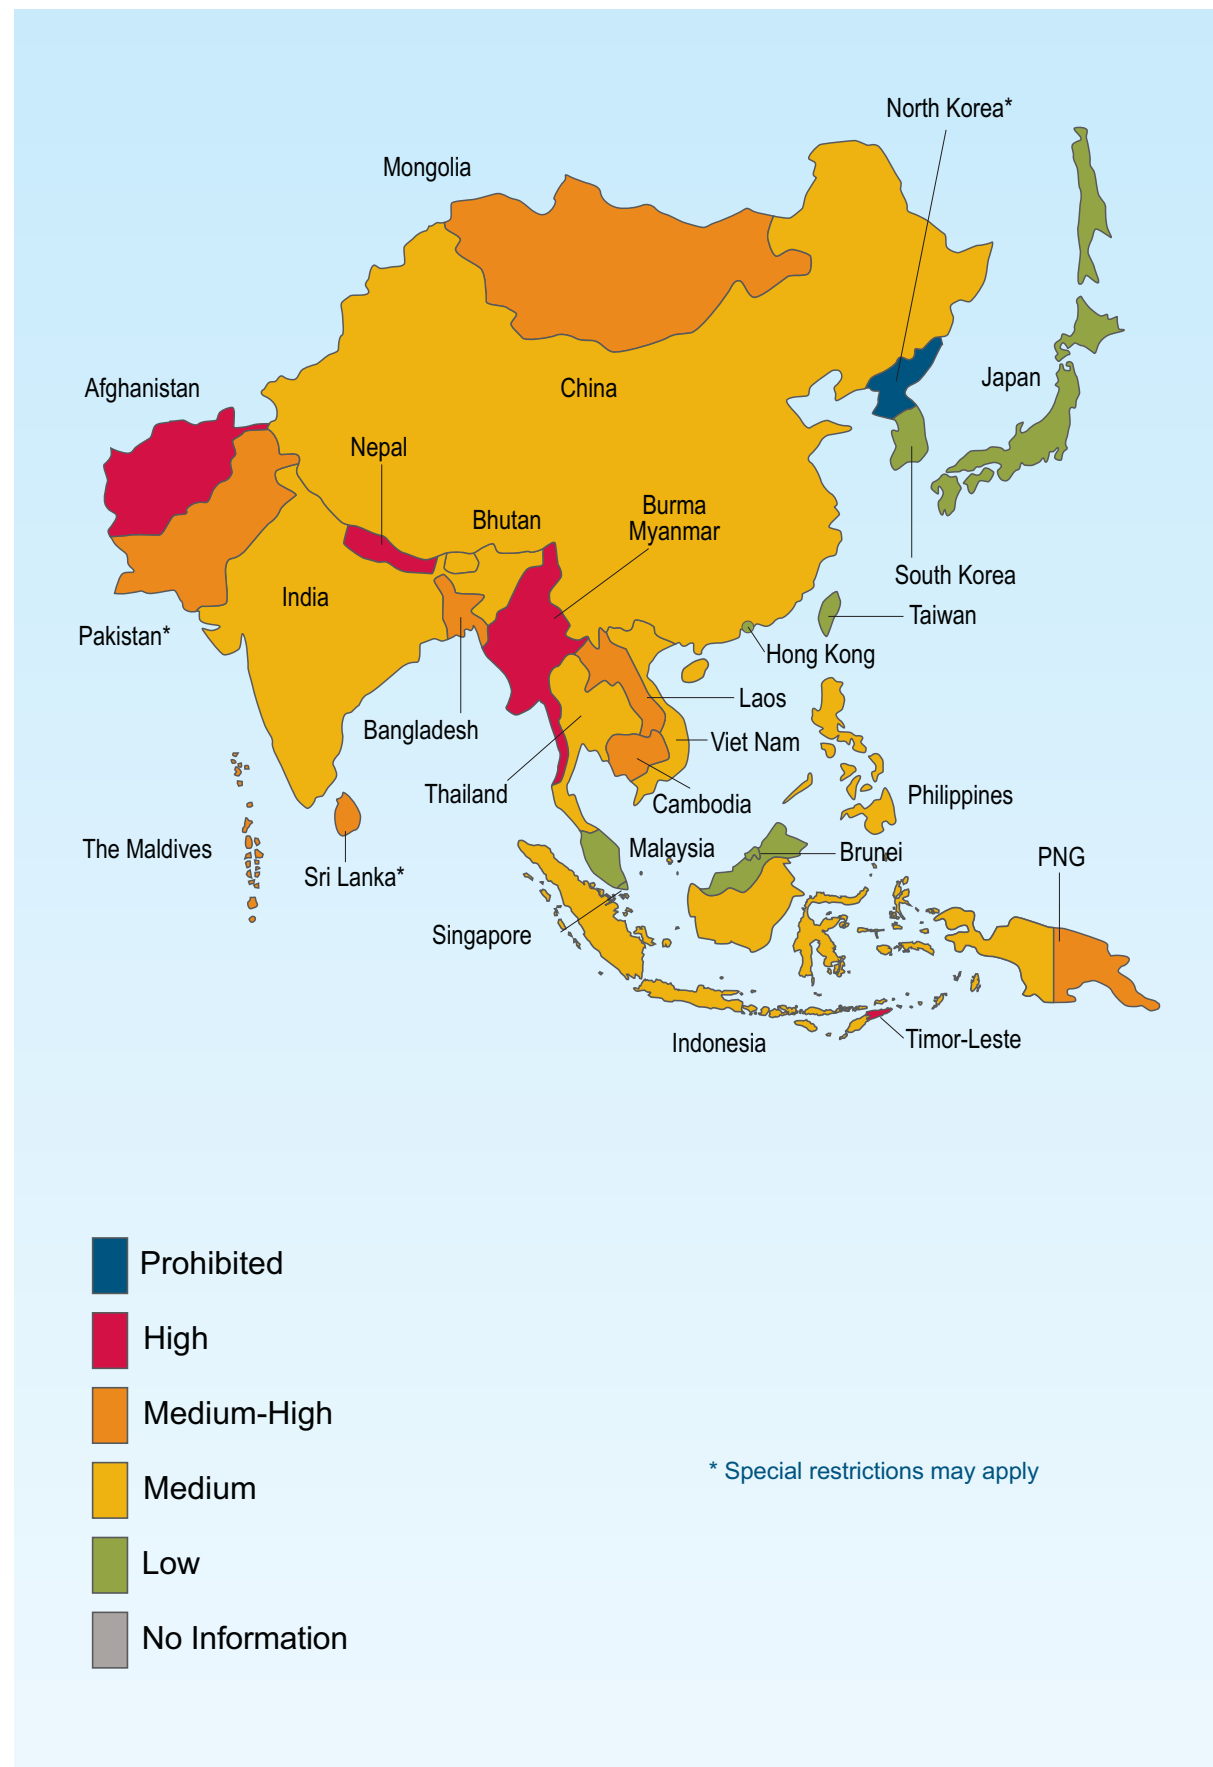 North Korea*
Mongolia
Afghanistan
China
Japan
Nepal
Burma
Myanmar
Bhutan
South Korea
India
Taiwan
Pakistan*
Hong Kong
Laos
Bangladesh
Viet Nam
Thailand
Cambodia
Philippines
The Maldives
Malaysia
Brunei
PNG
Sri Lanka*
Singapore
Indonesia
Timor-Leste
Prohibited
High
Medium-High
Medium
* Special restrictions may apply
Low
No Information